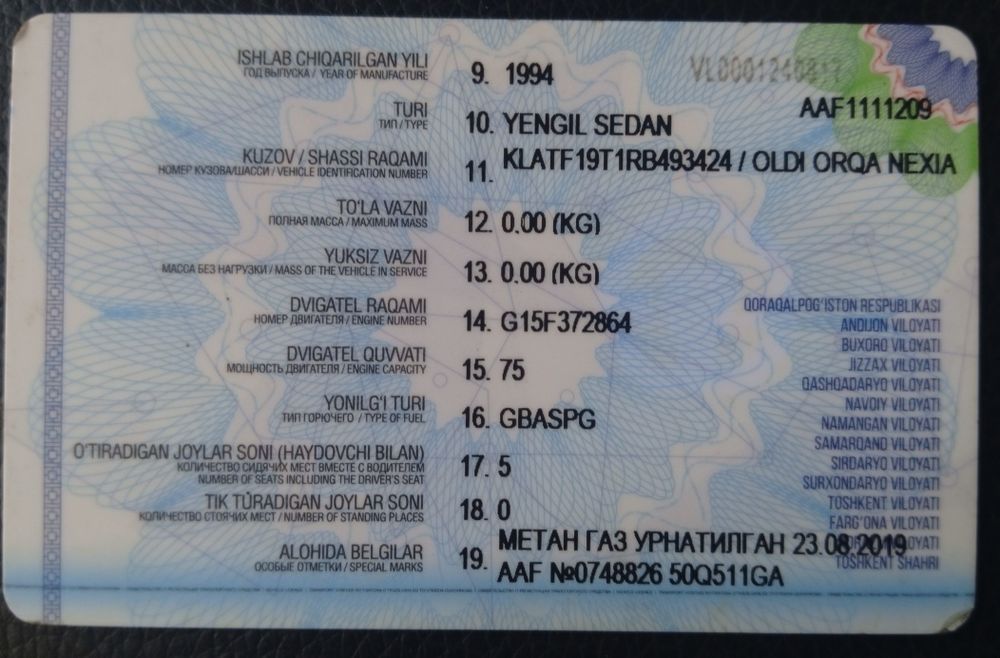 ISHLAB CHIQARILGAN YILI
ГОД ВЫПУСКА / YEAR OF MANUFACTURE
9. 1994
AAF1111209
TURI
ТИП / TYPE
10. YENGIL SEDAN
KUZOV / SHASSI RAQAMI
НОМЕР КУЗОВА/ШАССИ / VEHICLE IDENTIFICATION NUMBER
11. KLATF19T1RB493424 / OLDI ORQA NEXIA
TO'LA VAZNI
ПОЛНАЯ МАССА / MAXIMUM MASS
12. 0.00 (KG)
YUKSIZ VAZNI
МАССА БЕЗ НАГРУЗКИ / MASS OF THE VEHICLE IN SERVICE
13. 0.00 (KG)
DVIGATEL RAQAMI
НОМЕР ДВИГАТЕЛЯ / ENGINE NUMBER
14. G15F372864
DVIGATEL QUVVATI
МОЩНОСТЬ ДВИГАТЕЛЯ / ENGINE CAPACITY
15. 75
YONILG'I TURI
ТИП ГОРЮЧЕГО / TYPE OF FUEL
16. GBASPG
O'TIRADIGAN JOYLAR SONI (HAYDOVCHI BILAN)
КОЛИЧЕСТВО СИДЯЧИХ МЕСТ ВМЕСТЕ С ВОДИТЕЛЕМ
NUMBER OF SEATS INCLUDING THE DRIVER'S SEAT
17. 5
TIK TURADIGAN JOYLAR SONI
КОЛИЧЕСТВО СТОЯЧИХ МЕСТ / NUMBER OF STANDING PLACES
18. 0
ALOHIDA BELGILAR
ОСОБЫЕ ОТМЕТКИ / SPECIAL MARKS
19. МЕТАН ГАЗ УРНАТИЛГАН 23.08.2019
AAF №0748826 50Q511GA
QORAQALPOG'ISTON RESPUBLIKASI
ANDIJON VILOYATI
BUXORO VILOYATI
JIZZAX VILOYATI
QASHQADARYO VILOYATI
NAVOIY VILOYATI
NAMANGAN VILOYATI
SAMARQAND VILOYATI
SIRDARYO VILOYATI
SURXONDARYO VILOYATI
TOSHKENT VILOYATI
FARG'ONA VILOYATI
TOSHKENT SHAHRI